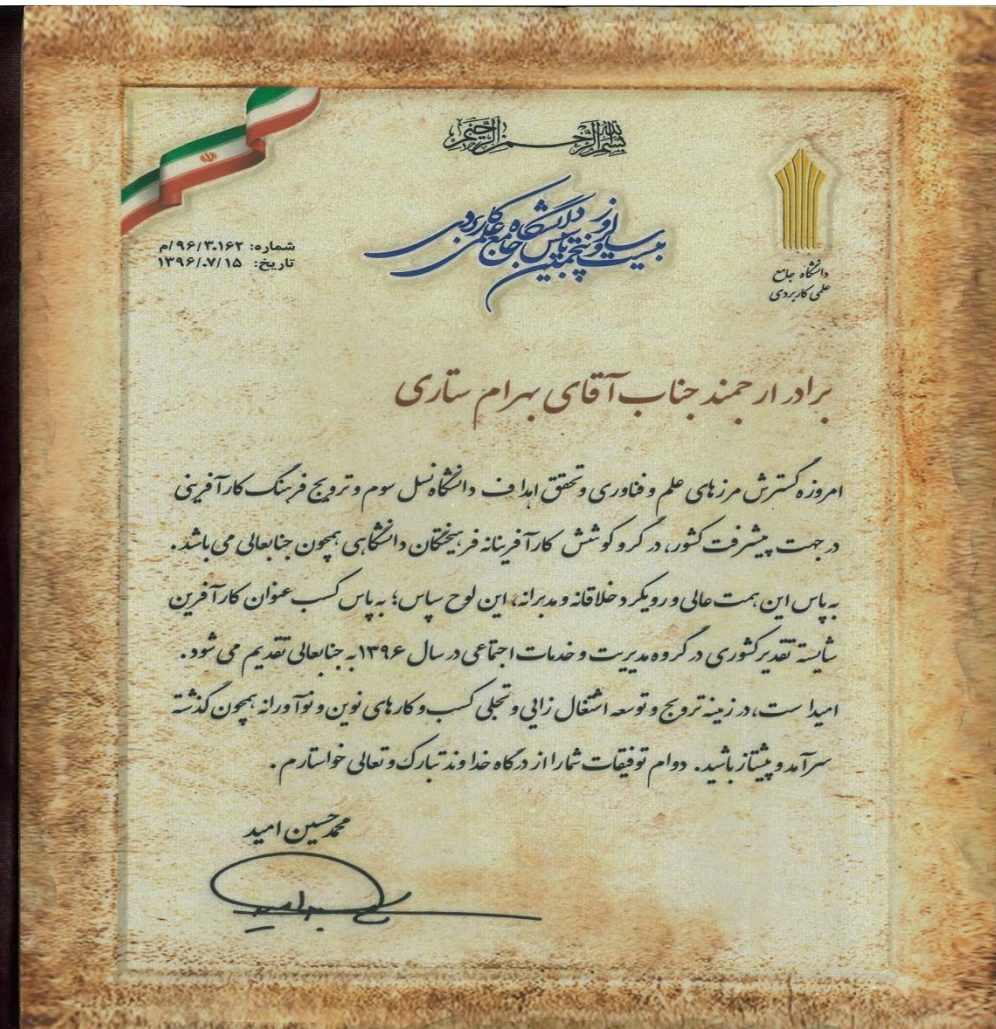 بسم الله الرحمن الرحیم
بیست و پنجمین سالروز تاسیس دانشگاه جامع علمی کاربردی
دانشگاه جامع
علمی کاربردی
شماره: ۹۶/۳۰۱۶۲/م
تاریخ: ۱۳۹۶/۰۷/۱۵
برادر ارجمند جناب آقای بهرام ستاری
امروزه گسترش مرزهای علم و فناوری و تحقق اهداف دانشگاه نسل سوم و ترویج فرهنگ کارآفرینی
در جهت پیشرفت کشور، در گرو کوشش کارآفرینانه فرهیختگان دانشگاهی همچون جنابعالی می باشد.
به پاس این همت عالی و رویکرد خلاقانه و مدبرانه، این لوح سپاس؛ به پاس کسب عنوان کارآفرین
شایسته تقدیر کشوری در گروه مدیریت و خدمات اجتماعی در سال ۱۳۹۶ به جنابعالی تقدیم می شود.
امید است، در زمینه ترویج و توسعه اشتغال زایی و تجلی کسب و کارهای نوین و نوآورانه همچون گذشته
سرآمد و پیشتاز باشید. دوام توفیقات شما را از درگاه خداوند تبارک و تعالی خواستارم.
محمدحسین امید